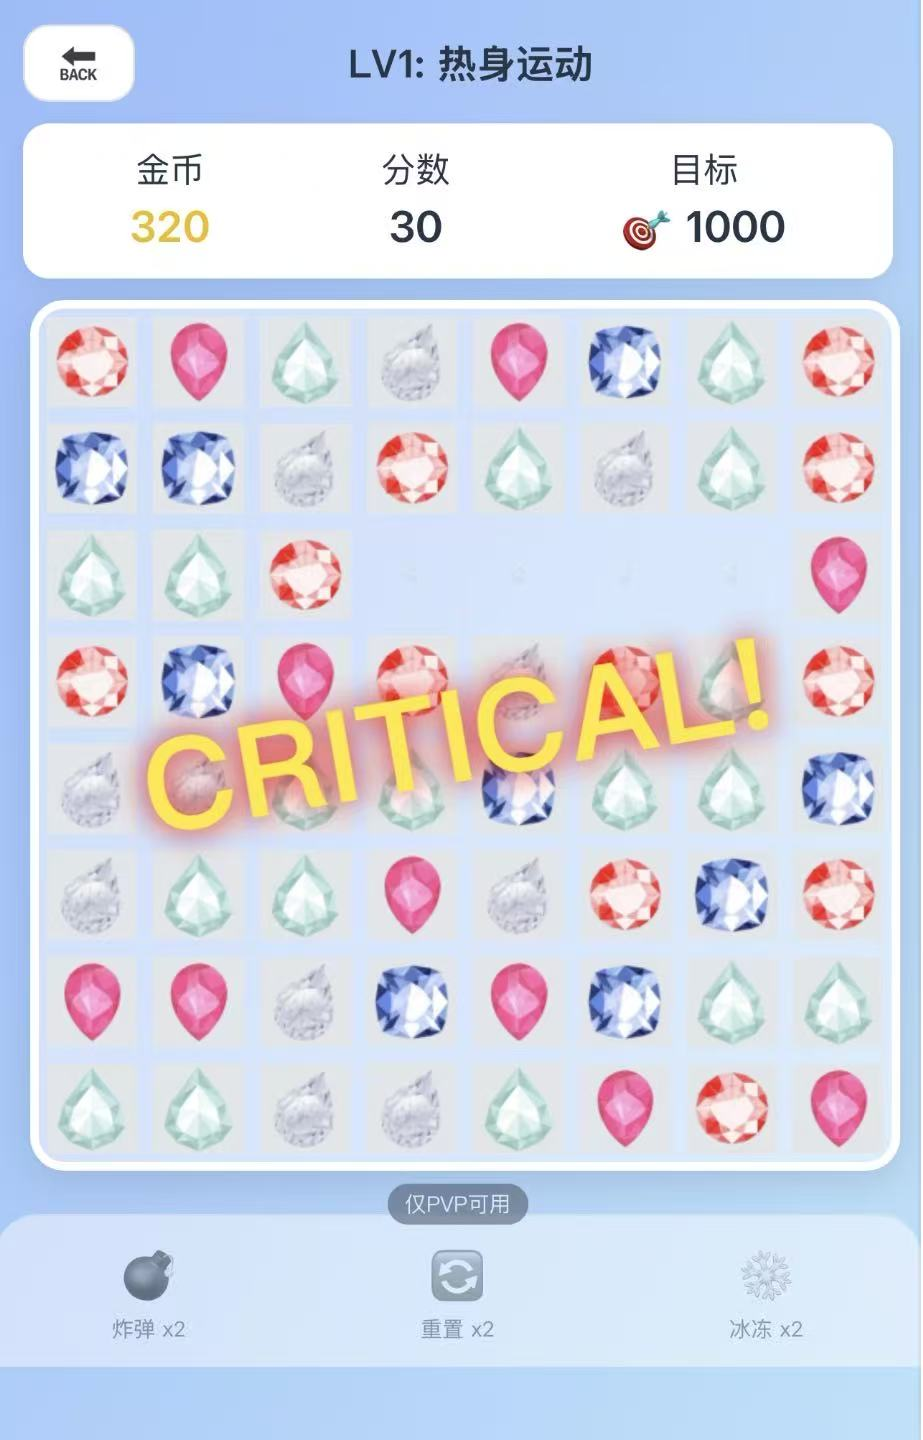 BACK
LV1: 热身运动
金币
分数
目标
320
30
1000
CRITICAL!
仅PVP可用
炸弹 x2
重置 x2
冰冻 x2